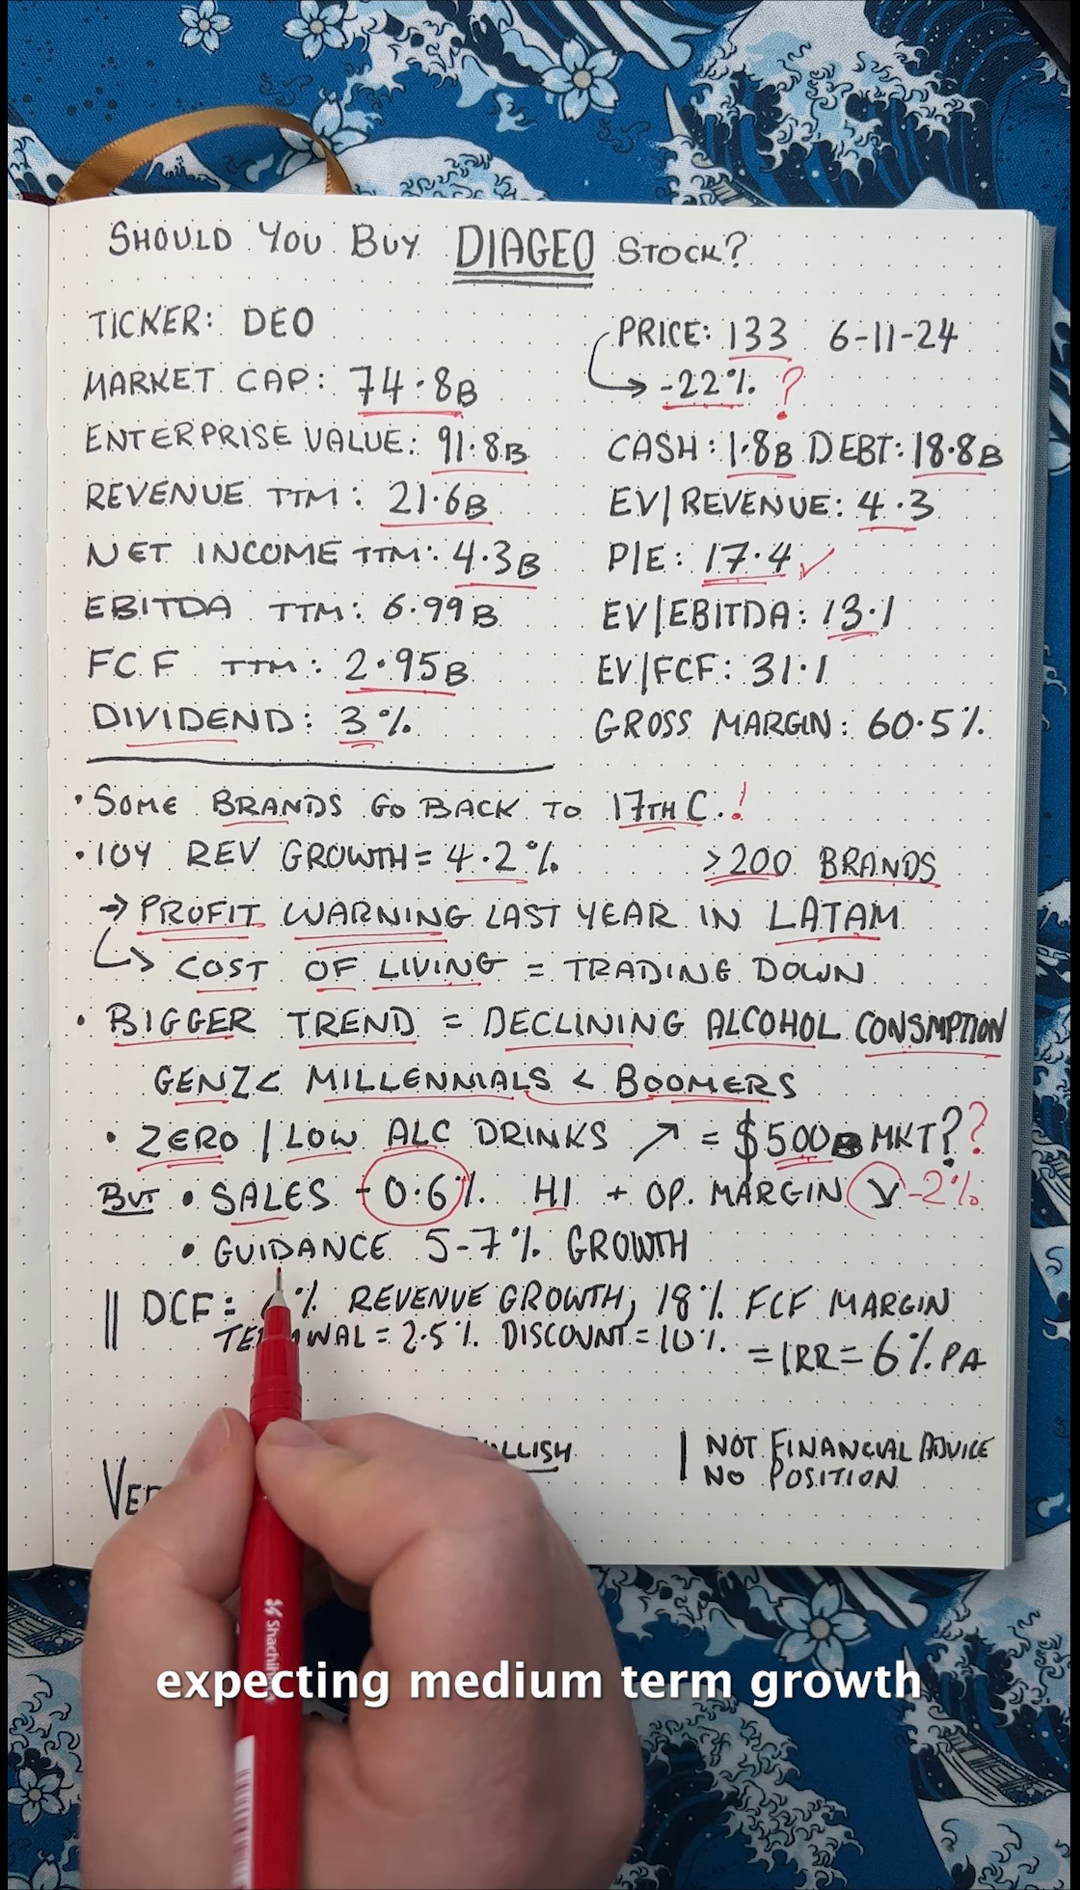 SHOULD YOU BUY DIAGEO STOCK?
TICKER: DEO
PRICE: 133 6-11-24
MARKET CAP: 74.8B
→ -22% ?
ENTERPRISE VALUE: 91.8B
CASH: 1.8B DEBT: 18.8B
REVENUE TTM: 21.6B
EV/REVENUE: 4.3
NET INCOME TTM: 4.3B
P/E: 17.4 ✓
EBITDA TTM: 6.99B
EV/EBITDA: 13.1
FCF TTM: 2.95B
EV/FCF: 31.1
DIVIDEND: 3%
GROSS MARGIN: 60.5%
• SOME BRANDS GO BACK TO 17TH C.!
• 10Y REV GROWTH = 4.2% >200 BRANDS
→ PROFIT WARNING LAST YEAR IN LATAM
↳ COST OF LIVING = TRADING DOWN
• BIGGER TREND = DECLINING ALCOHOL CONSMPTION
GENZ < MILLENNIALS < BOOMERS
• ZERO / LOW ALC DRINKS ↗ = $500B MKT??
BUT • SALES -0.6% H1 + OP. MARGIN ↘ -2%
• GUIDANCE 5-7% GROWTH
DCF: % REVENUE GROWTH, 18% FCF MARGIN
= 2.5% DISCOUNT = 10%
= IRR = 6% PA
NOT FINANCIAL ADVICE
NO POSITION
expecting medium term growth